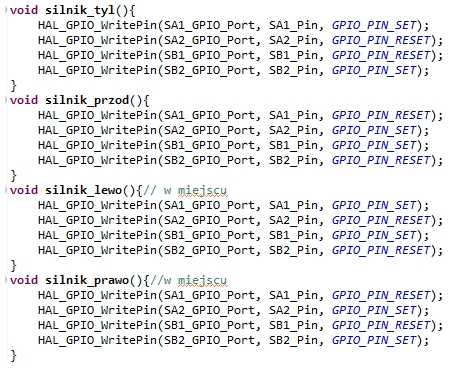 void silnik_tyl(){
HAL_GPIO_WritePin(SA1_GPIO_Port, SA1_Pin, GPIO_PIN_SET);
HAL_GPIO_WritePin(SA2_GPIO_Port, SA2_Pin, GPIO_PIN_RESET);
HAL_GPIO_WritePin(SB1_GPIO_Port, SB1_Pin, GPIO_PIN_RESET);
HAL_GPIO_WritePin(SB2_GPIO_Port, SB2_Pin, GPIO_PIN_SET);
}
void silnik_przod(){
HAL_GPIO_WritePin(SA1_GPIO_Port, SA1_Pin, GPIO_PIN_RESET);
HAL_GPIO_WritePin(SA2_GPIO_Port, SA2_Pin, GPIO_PIN_SET);
HAL_GPIO_WritePin(SB1_GPIO_Port, SB1_Pin, GPIO_PIN_SET);
HAL_GPIO_WritePin(SB2_GPIO_Port, SB2_Pin, GPIO_PIN_RESET);
}
void silnik_lewo(){// w miejscu
HAL_GPIO_WritePin(SA1_GPIO_Port, SA1_Pin, GPIO_PIN_SET);
HAL_GPIO_WritePin(SA2_GPIO_Port, SA2_Pin, GPIO_PIN_RESET);
HAL_GPIO_WritePin(SB1_GPIO_Port, SB1_Pin, GPIO_PIN_SET);
HAL_GPIO_WritePin(SB2_GPIO_Port, SB2_Pin, GPIO_PIN_RESET);
}
void silnik_prawo(){//w miejscu
HAL_GPIO_WritePin(SA1_GPIO_Port, SA1_Pin, GPIO_PIN_RESET);
HAL_GPIO_WritePin(SA2_GPIO_Port, SA2_Pin, GPIO_PIN_SET);
HAL_GPIO_WritePin(SB1_GPIO_Port, SB1_Pin, GPIO_PIN_RESET);
HAL_GPIO_WritePin(SB2_GPIO_Port, SB2_Pin, GPIO_PIN_SET);
}